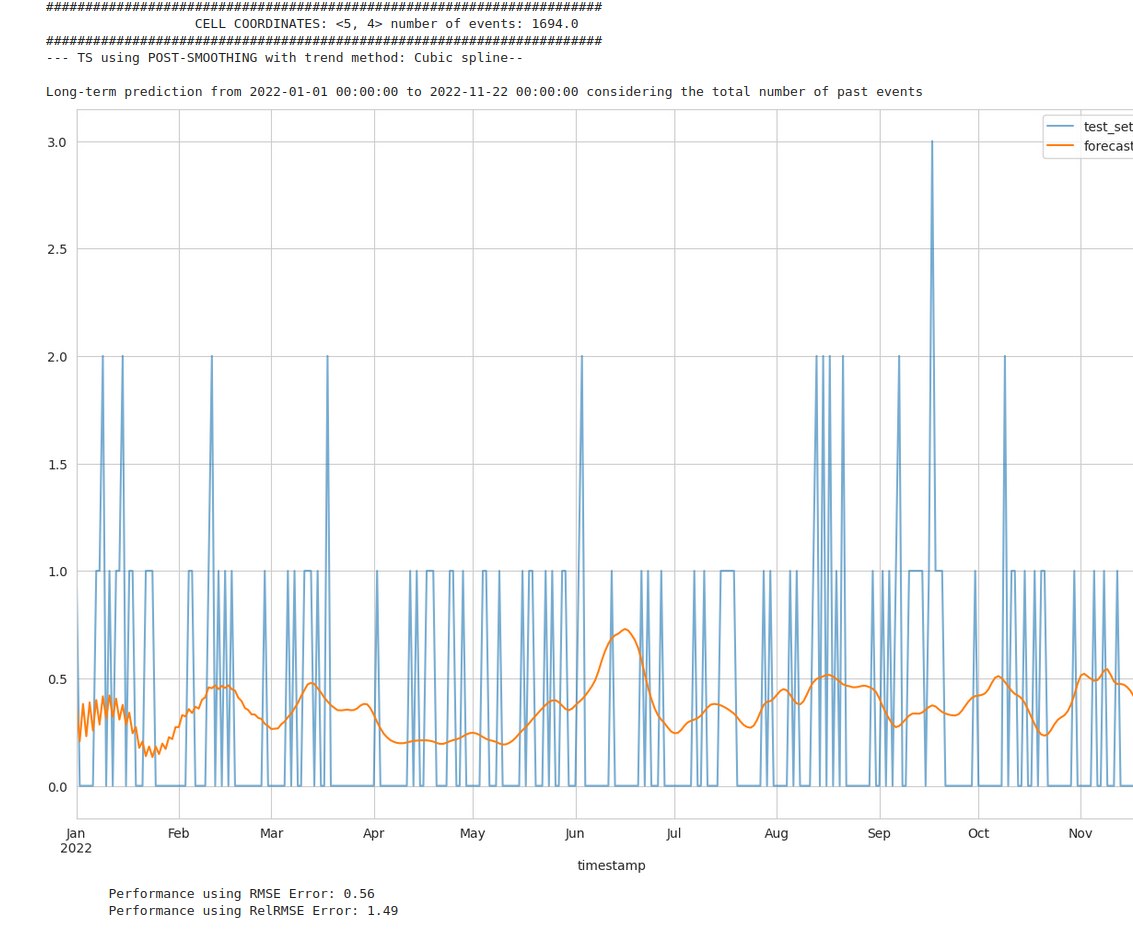 #######################################################################
CELL COORDINATES: <5, 4> number of events: 1694.0
#######################################################################
--- TS using POST-SMOOTHING with trend method: Cubic spline--
Long-term prediction from 2022-01-01 00:00:00 to 2022-11-22 00:00:00 considering the total number of past events
test_set
forecast
3.0
2.5
2.0
1.5
1.0
0.5
0.0
Jan Feb Mar Apr May Jun Jul Aug Sep Oct Nov
2022
timestamp
Performance using RMSE Error: 0.56
Performance using RelRMSE Error: 1.49